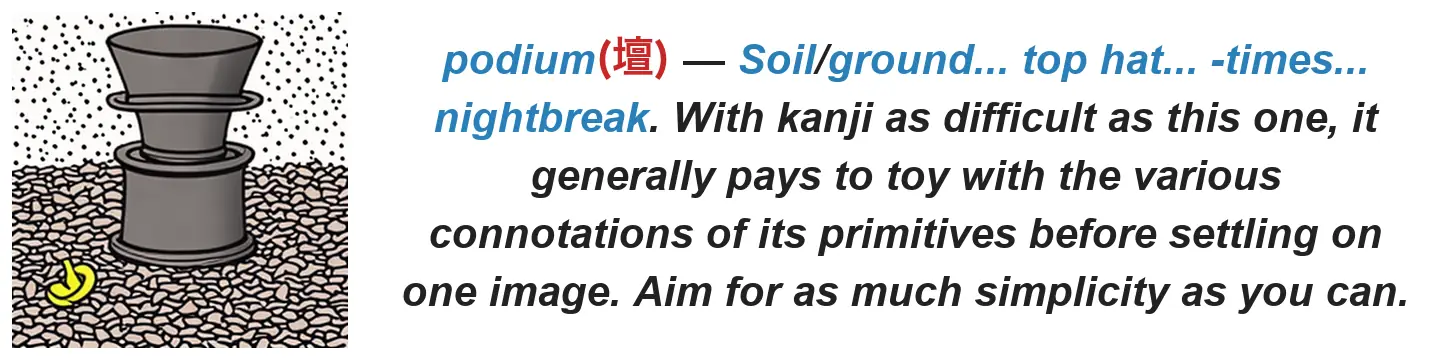 podium(壇) — Soil/ground... top hat... -times...
nightbreak. With kanji as difficult as this one, it
generally pays to toy with the various
connotations of its primitives before settling on
one image. Aim for as much simplicity as you can.